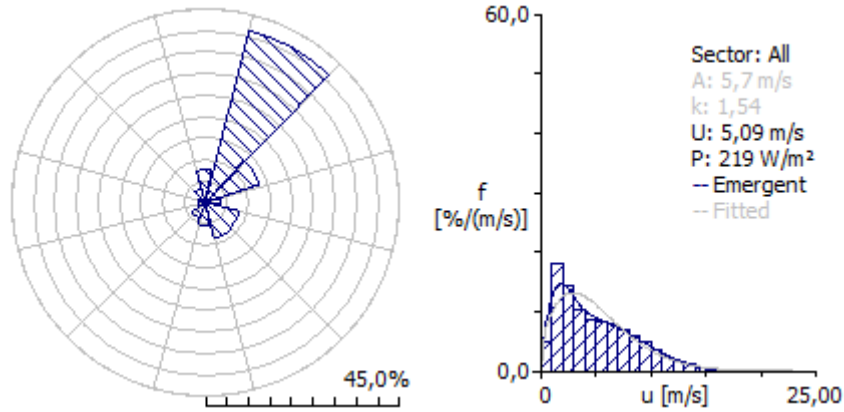 45,0%
60,0
f
[%/(m/s)]
0,0
0
u [m/s]
25,00
Sector: All
A: 5,7 m/s
k: 1,54
U: 5,09 m/s
P: 219 W/m²
-- Emergent
-- Fitted